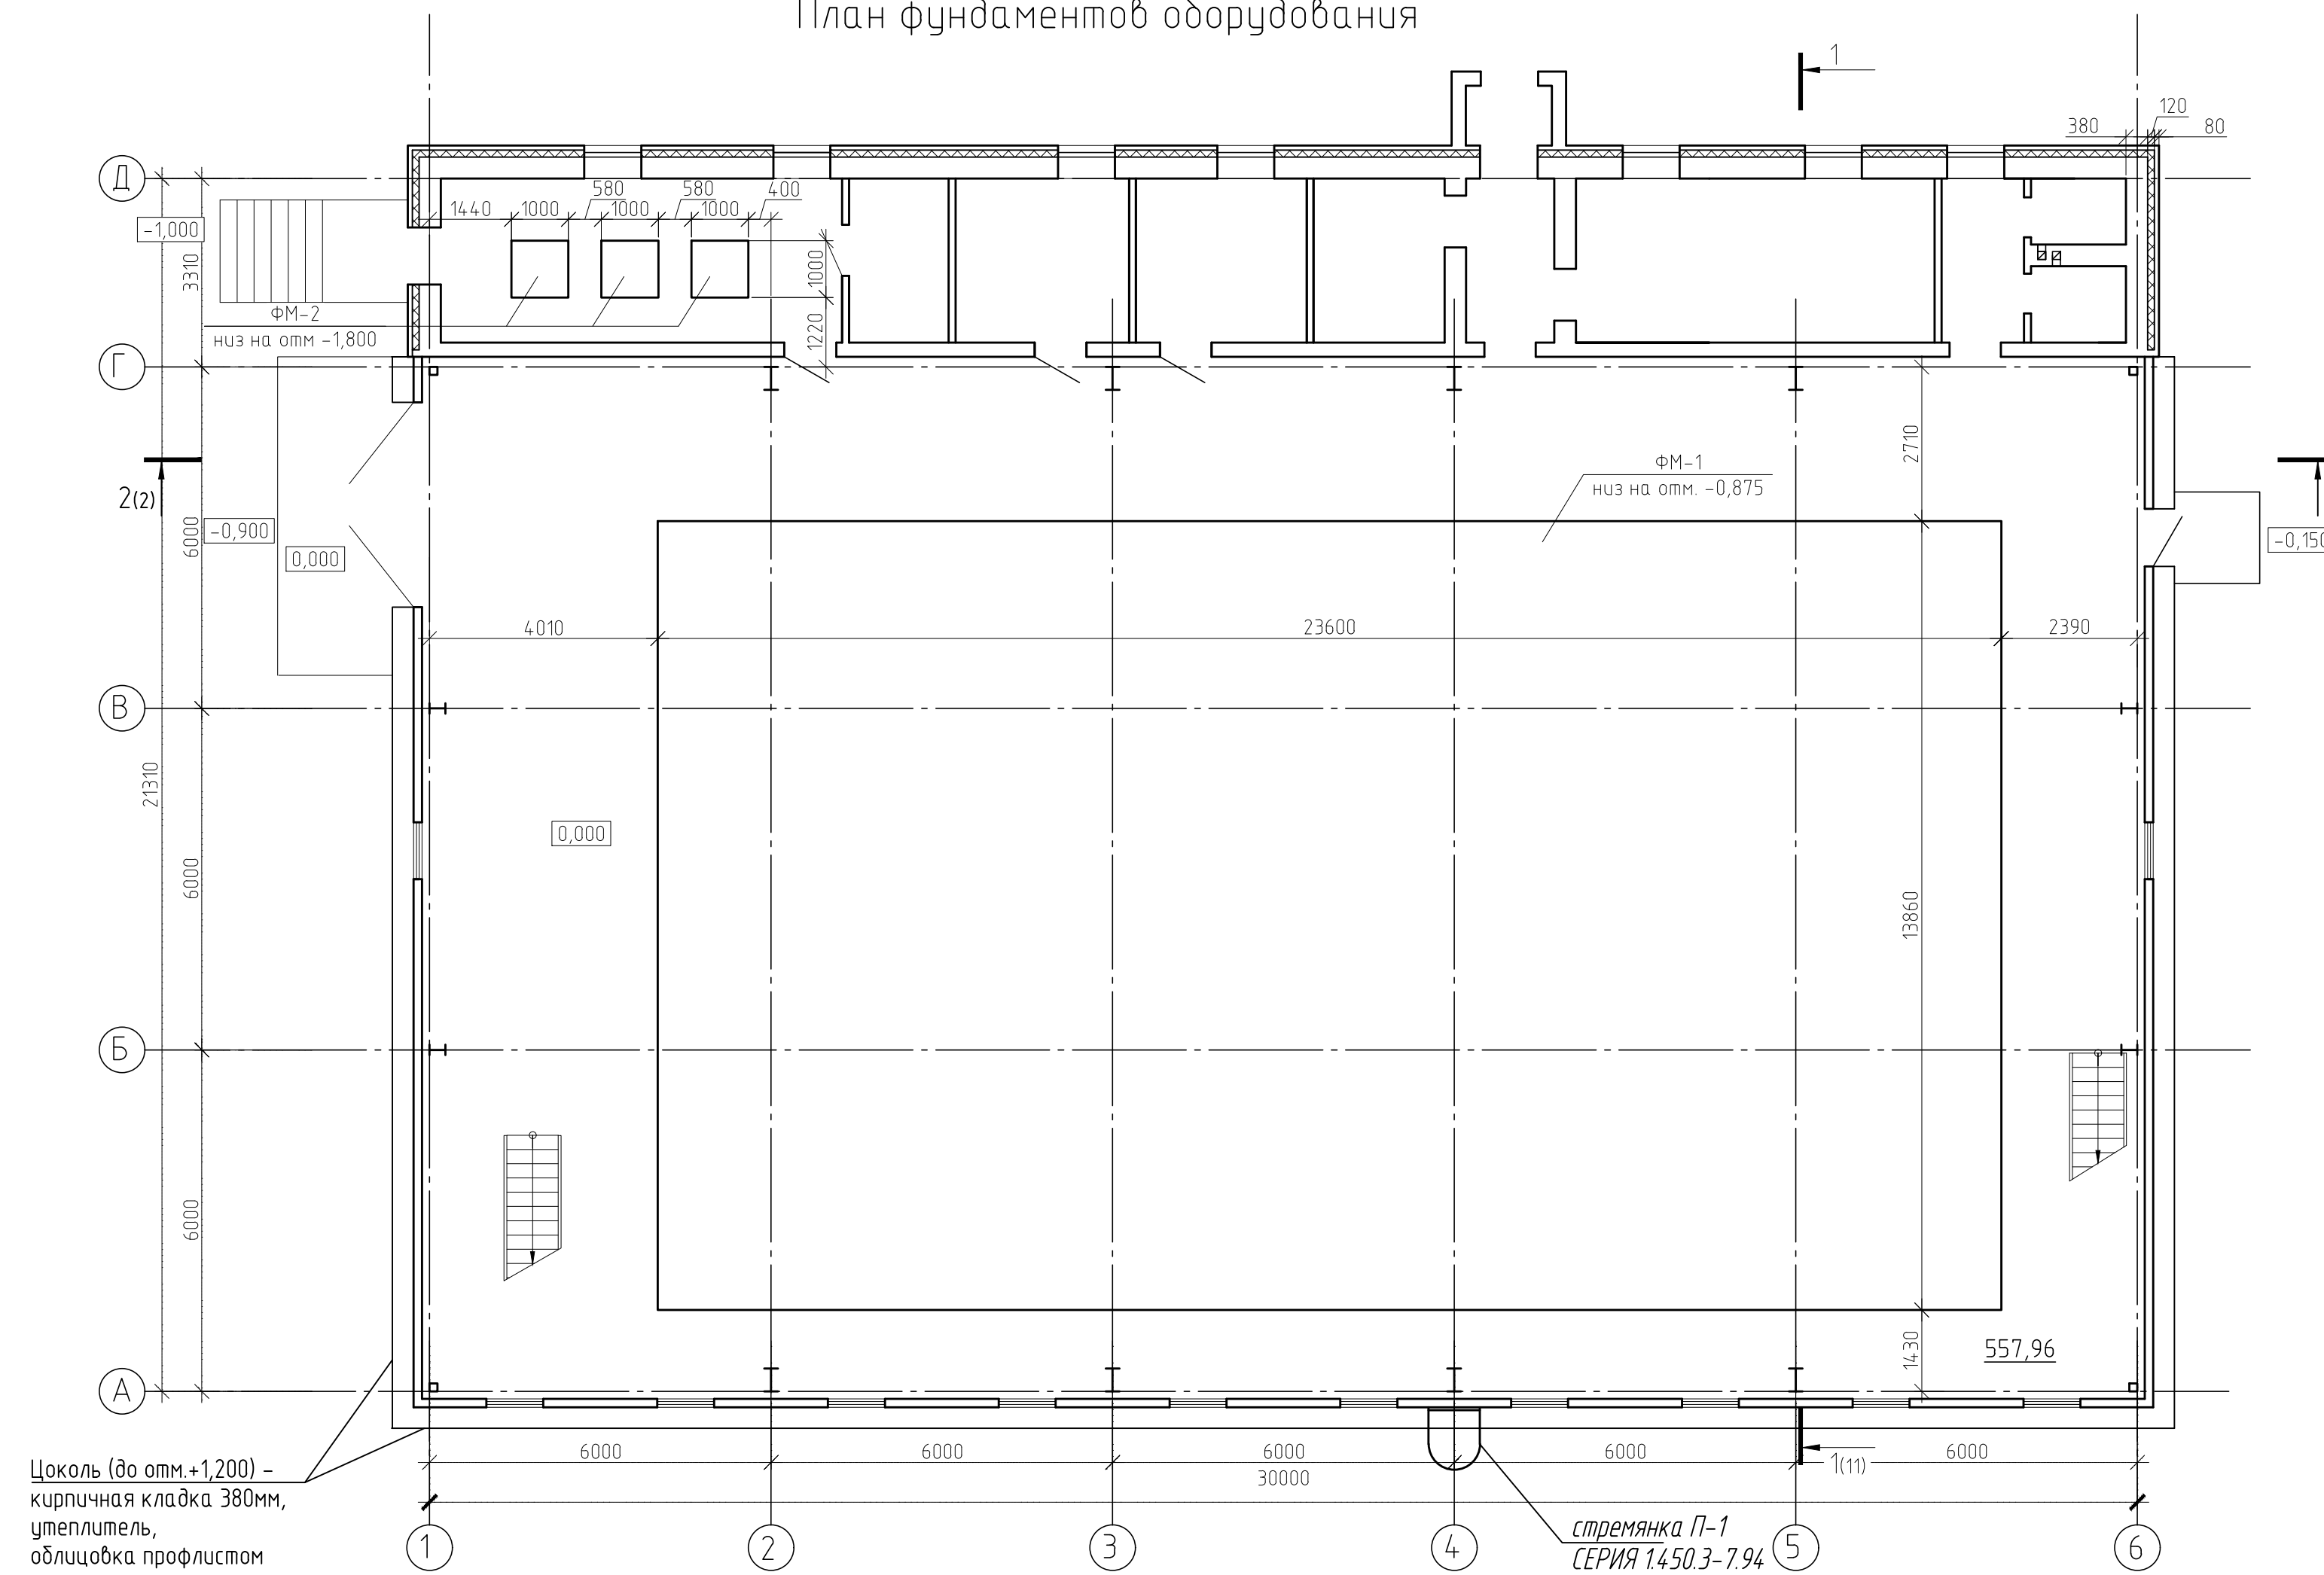 План фундаментов оборудования
1
120
380
80
Д
580
580
400
1440
1000
1000
1000
-1,000
3310
1000
ФМ-2
1220
низ на отм -1,800
Г
2710
ФМ-1
низ на отм. -0,875
2(2)
-0,900
6000
0,000
-0,150
4010
23600
2390
В
21310
0,000
6000
13860
Б
6000
1430
557,96
А
6000
6000
6000
6000
6000
1(11)
30000
Цоколь (до отм.+1,200) -
кирпичная кладка 380мм,
утеплитель,
облицовка профлистом
стремянка П-1
СЕРИЯ 1.450.3-7.94
1
2
3
4
5
6